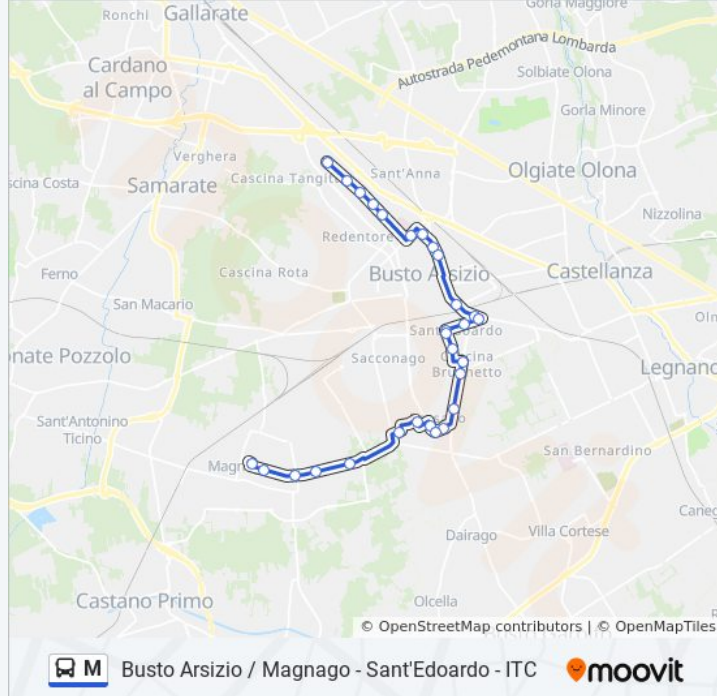 Ronchi
Gallarate
Gorla Maggiore
Cardano
al Campo
Autostrada Pedemontana Lombarda
Solbiate Olona
Gorla Minore
Verghera
Sant'Anna
Olgiate Olona
Cascina Tangit
scina Costa
Samarate
Nizzolina
Redentore
Ferno
Cascina Rota
Busto Arsizio
Castellanza
San Macario
Sant'Edoardo
onate Pozzolo
Sacconago
Cascina
Brughetto
Legnano
Sant'Antonino
Ticino
San Bernardino
Magn
Caneg
Dairago
Villa Cortese
Castano Primo
Olcella
© OpenStreetMap contributors | © OpenMapTiles
M
Busto Arsizio / Magnago - Sant'Edoardo - ITC
moovit